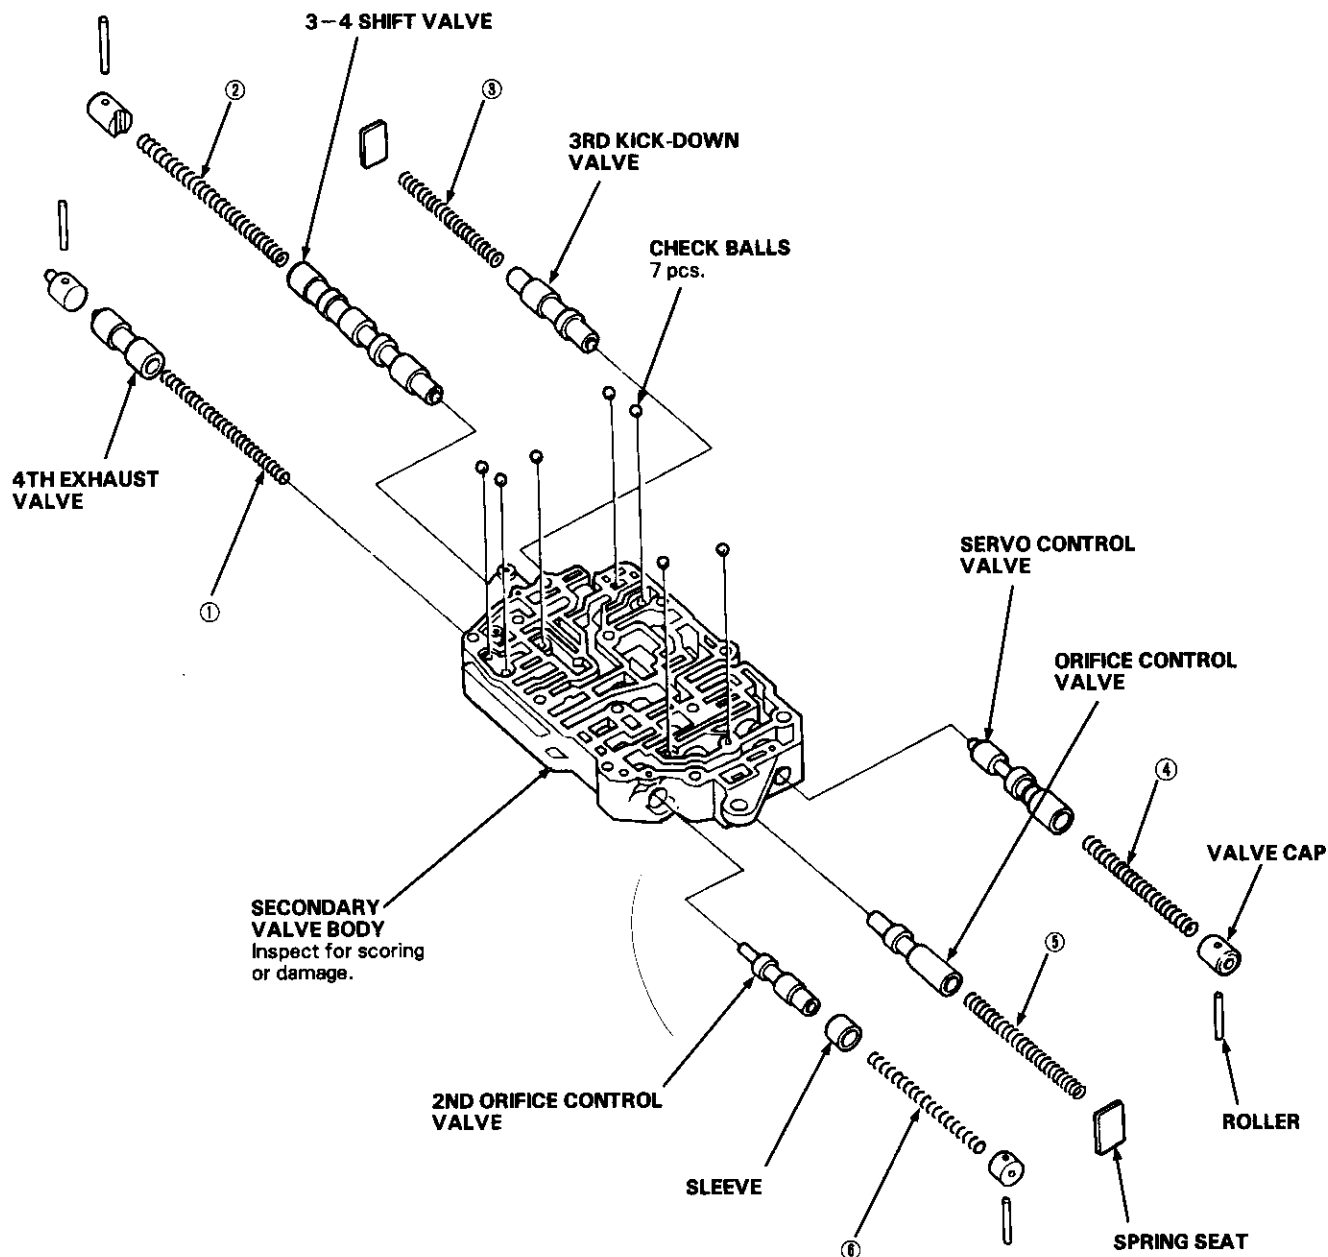 3–4 SHIFT VALVE
②
③
3RD KICK-DOWN
VALVE
CHECK BALLS
7 pcs.
4TH EXHAUST
VALVE
①
SERVO CONTROL
VALVE
ORIFICE CONTROL
VALVE
④
VALVE CAP
SECONDARY
VALVE BODY
Inspect for scoring
or damage.
⑤
2ND ORIFICE CONTROL
VALVE
ROLLER
SLEEVE
⑥
SPRING SEAT